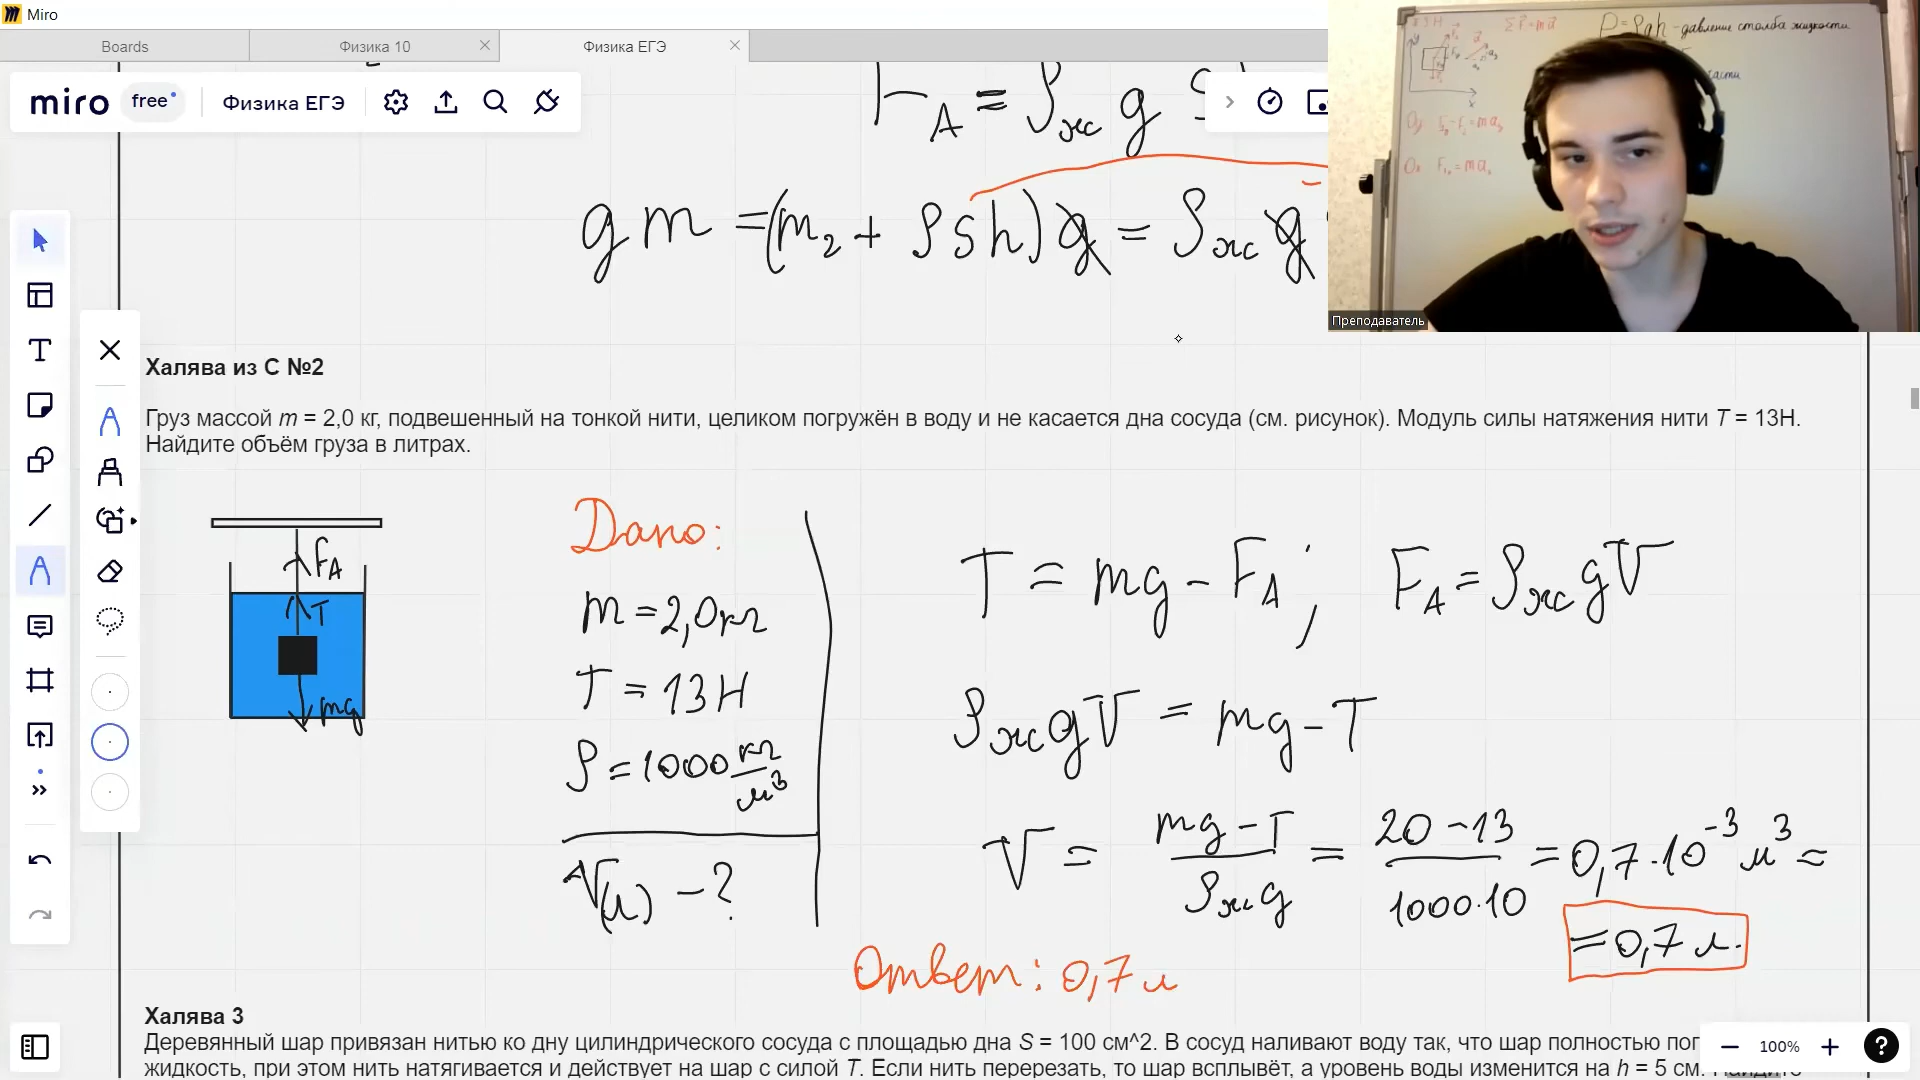 Miro
Boards
Физика 10
Физика ЕГЭ
miro
free
Физика ЕГЭ
F_A = ρ_ж g
gm = (m₂ + ρsh)g = ρ_ж g
P = ρgh - давление столба жидкости
ΣF = ma
Преподаватель
Халява из С №2
Груз массой m = 2,0 кг, подвешенный на тонкой нити, целиком погружён в воду и не касается дна сосуда (см. рисунок). Модуль силы натяжения нити T = 13Н.
Найдите объём груза в литрах.
F_A
T
mg
Дано:
m = 2,0 кг
T = 13 Н
ρ = 1000 кг/м³
V(л) - ?
T = mg - F_A; F_A = ρ_ж gV
ρ_ж gV = mg - T
V = (mg - T)/(ρ_ж g) = (20 - 13)/(1000·10) = 0,7·10⁻³ м³ =
= 0,7 л.
Ответ: 0,7 л
Халява 3
Деревянный шар привязан нитью ко дну цилиндрического сосуда с площадью дна S = 100 см^2. В сосуд наливают воду так, что шар полностью пог
жидкость, при этом нить натягивается и действует на шар с силой T. Если нить перерезать, то шар всплывёт, а уровень воды изменится на h = 5 см. Найдите
100%